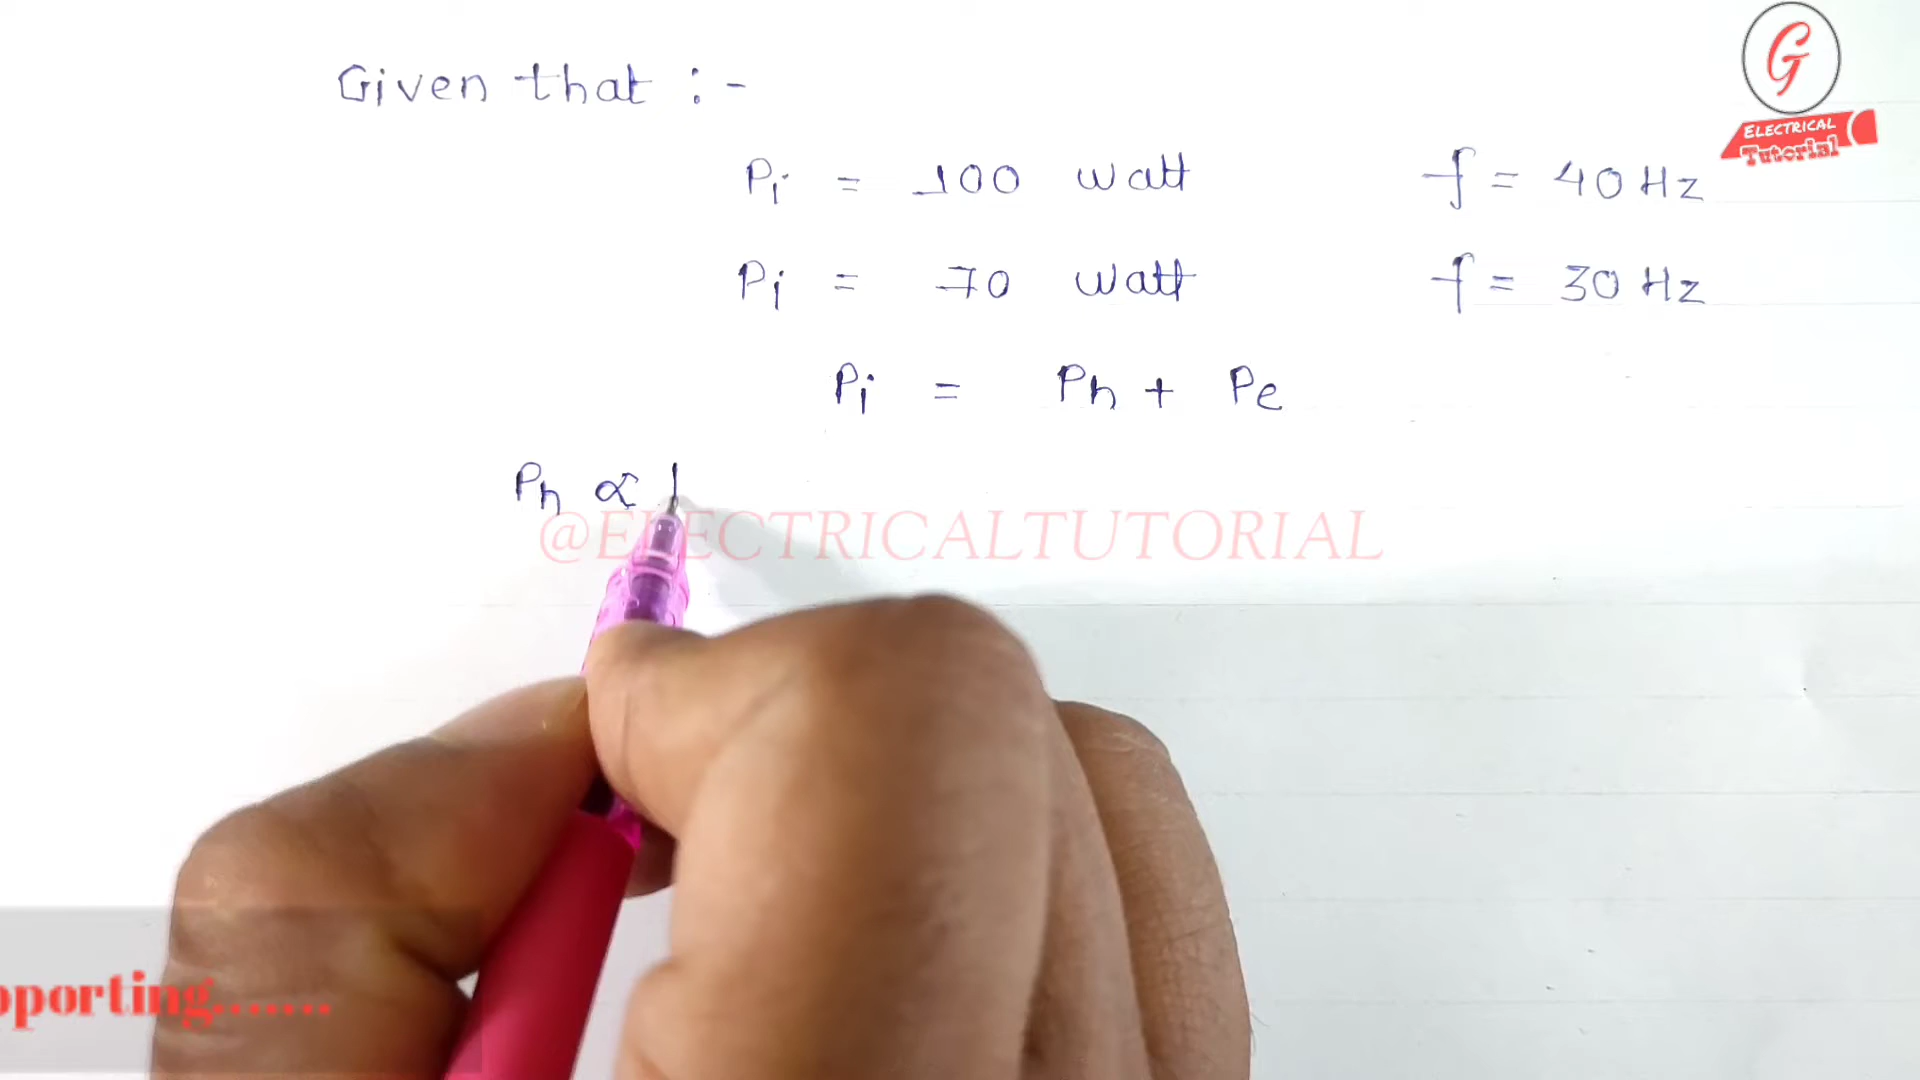 Given that :-
G
ELECTRICAL
Tutorial
Pi = 100 watt f = 40 Hz
Pi = 70 watt f = 30 Hz
Pi = Ph + Pe
Ph ∝
@ELECTRICALTUTORIAL
pporting.......